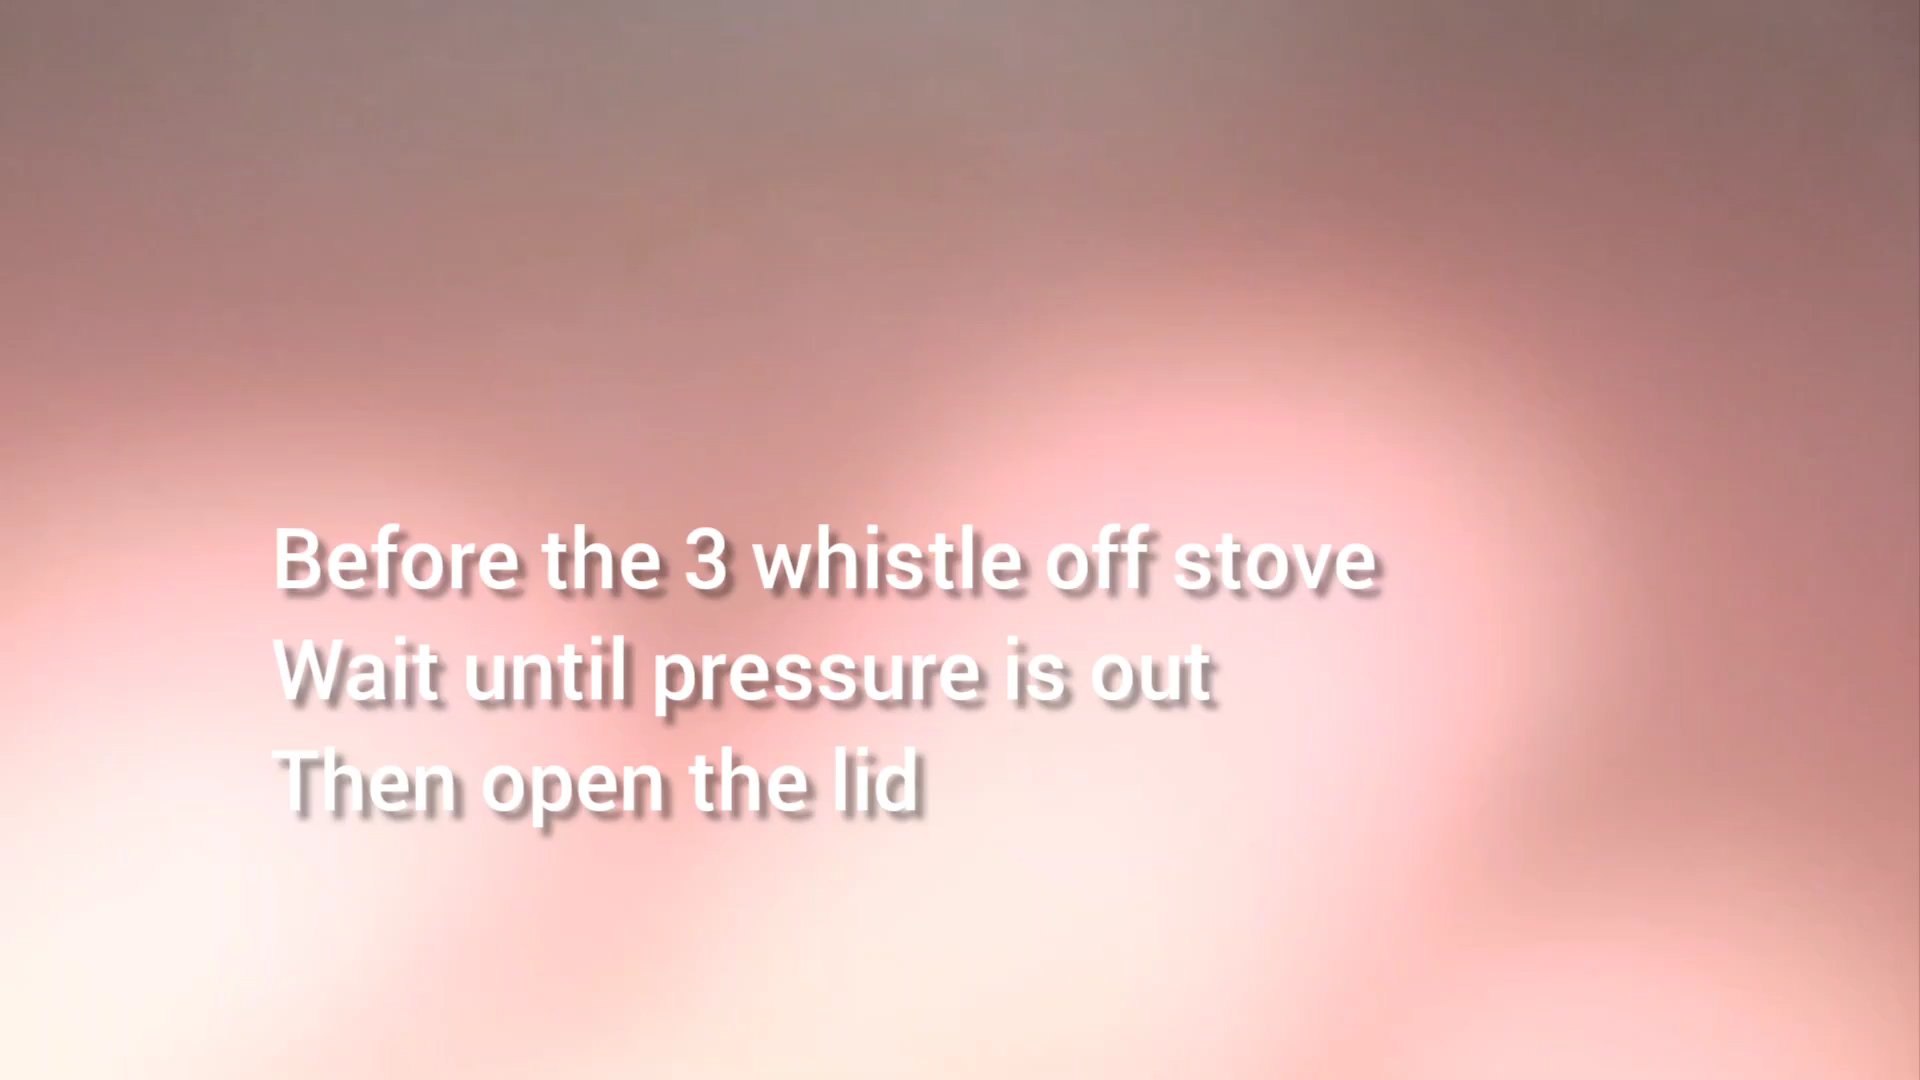 Before the 3 whistle off stove
Wait until pressure is out
Then open the lid